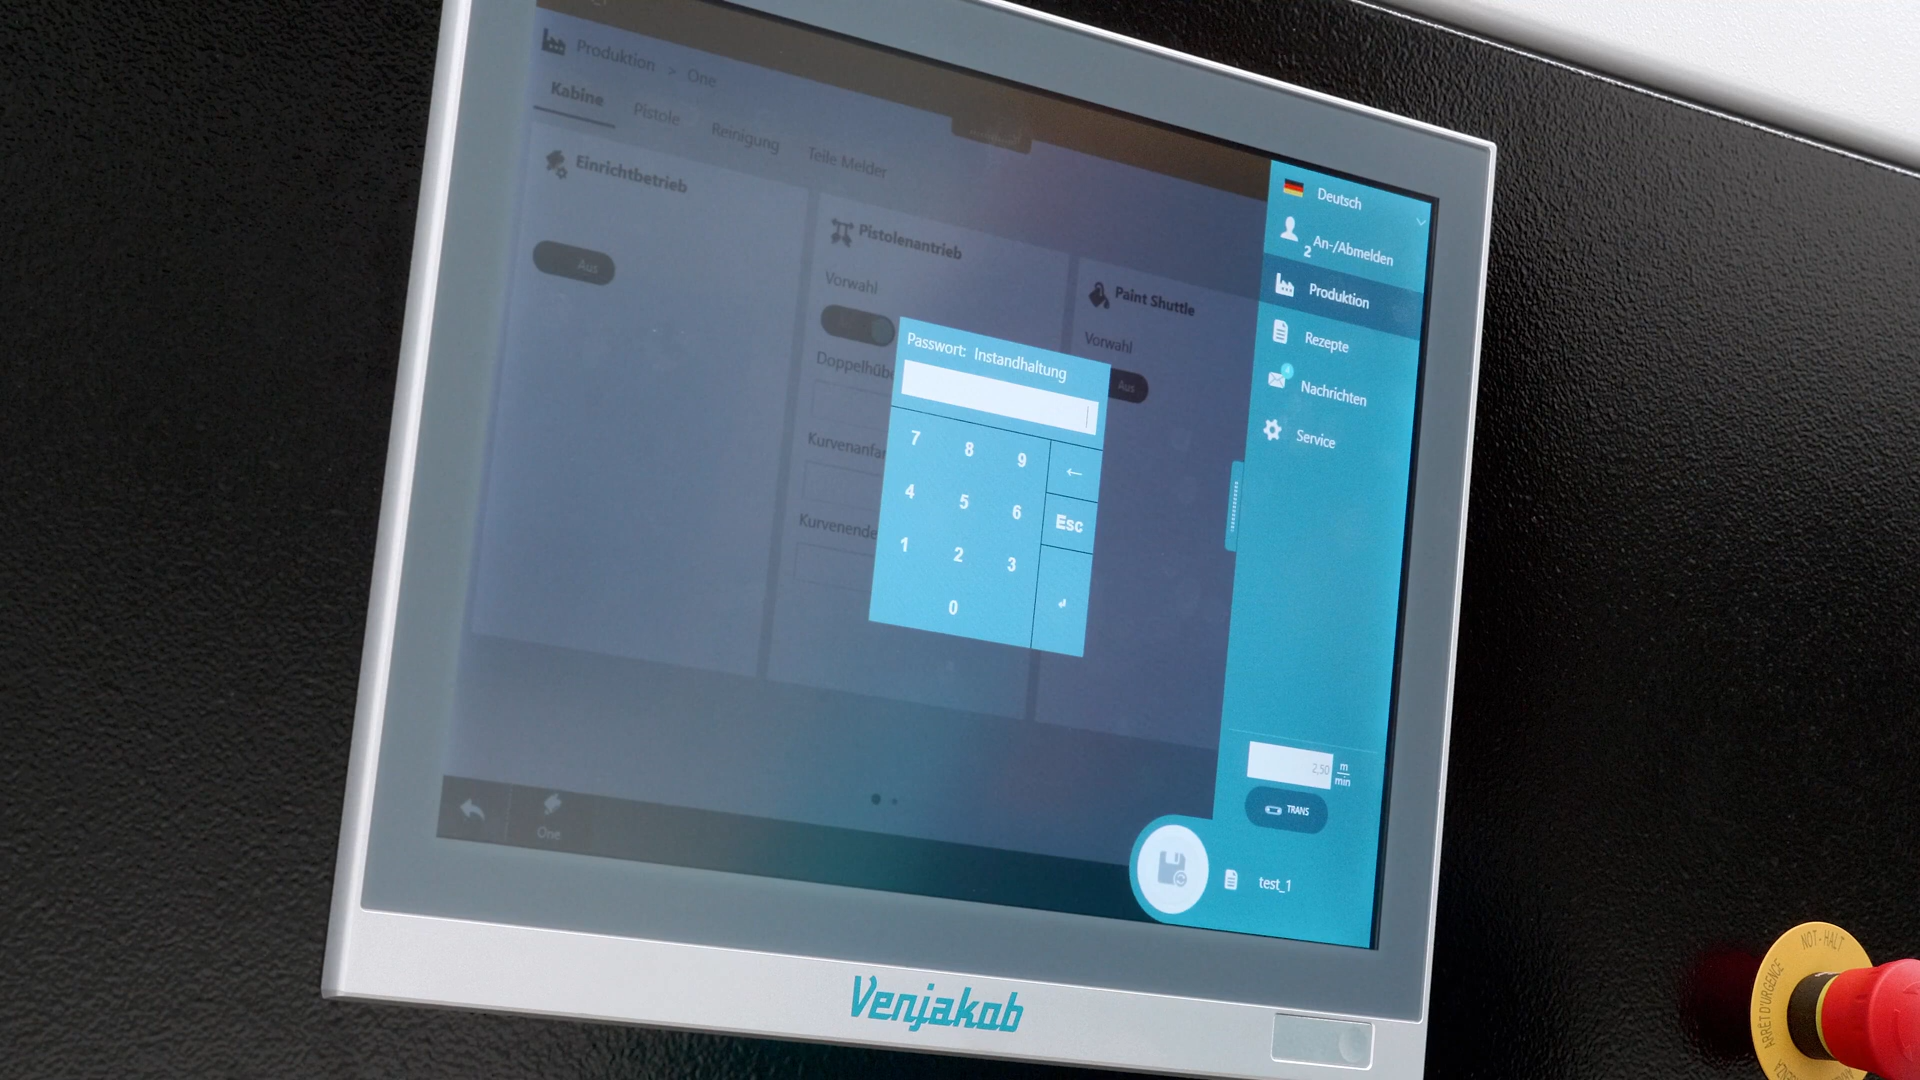 Produktion > One
Kabine Pistole Reinigung Teile Melder
Einrichtbetrieb
Aus
Pistolenantrieb
Vorwahl
Kurvenende
Paint Shuttle
Vorwahl
Aus
Passwort: Instandhaltung
7 8 9 ←
4 5 6 Esc
1 2 3
0
Deutsch
2 An-/Abmelden
Produktion
Rezepte
Nachrichten
Service
2,50 m/min
TRANS
test_1
One
Venjakob
NOT-HALT
ARRET D'URGENCE